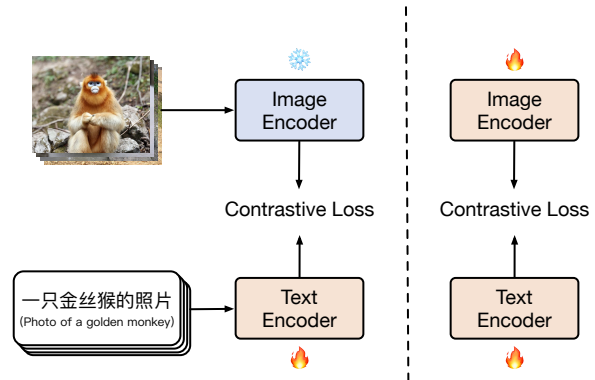 Image
Encoder
Image
Encoder
Contrastive Loss
Contrastive Loss
一只金丝猴的照片
(Photo of a golden monkey)
Text
Encoder
Text
Encoder